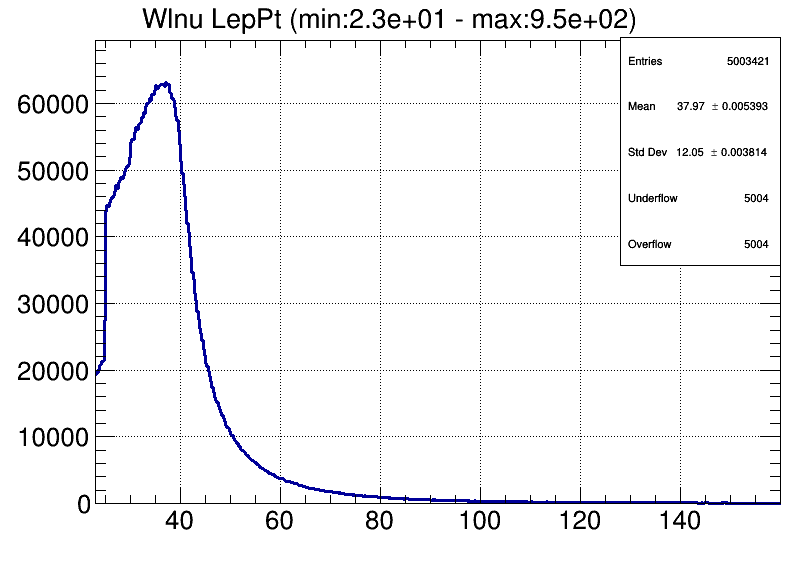 Wlnu LepPt (min:2.3e+01 - max:9.5e+02)
Entries 5003421
Mean 37.97 ± 0.005393
Std Dev 12.05 ± 0.003814
Underflow 5004
Overflow 5004
60000
50000
40000
30000
20000
10000
0
40 60 80 100 120 140